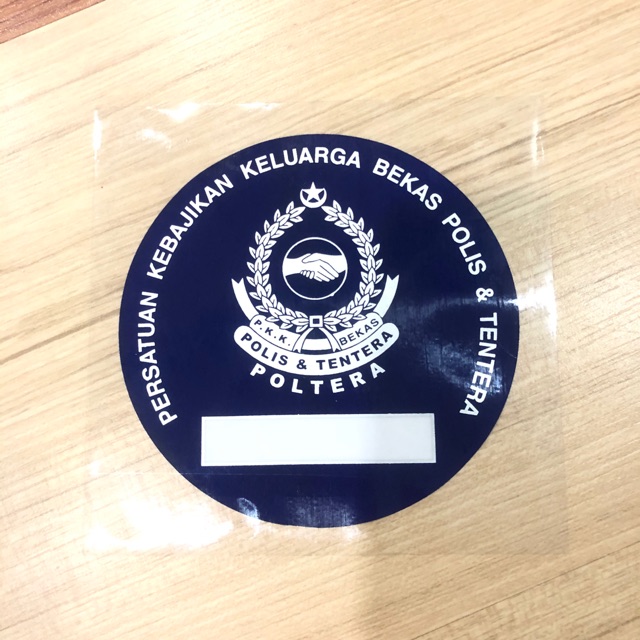 PERSATUAN KEBAJIKAN KELUARGA BEKAS POLIS & TENTERA
P.K.K. BEKAS
POLIS & TENTERA
POLTERA